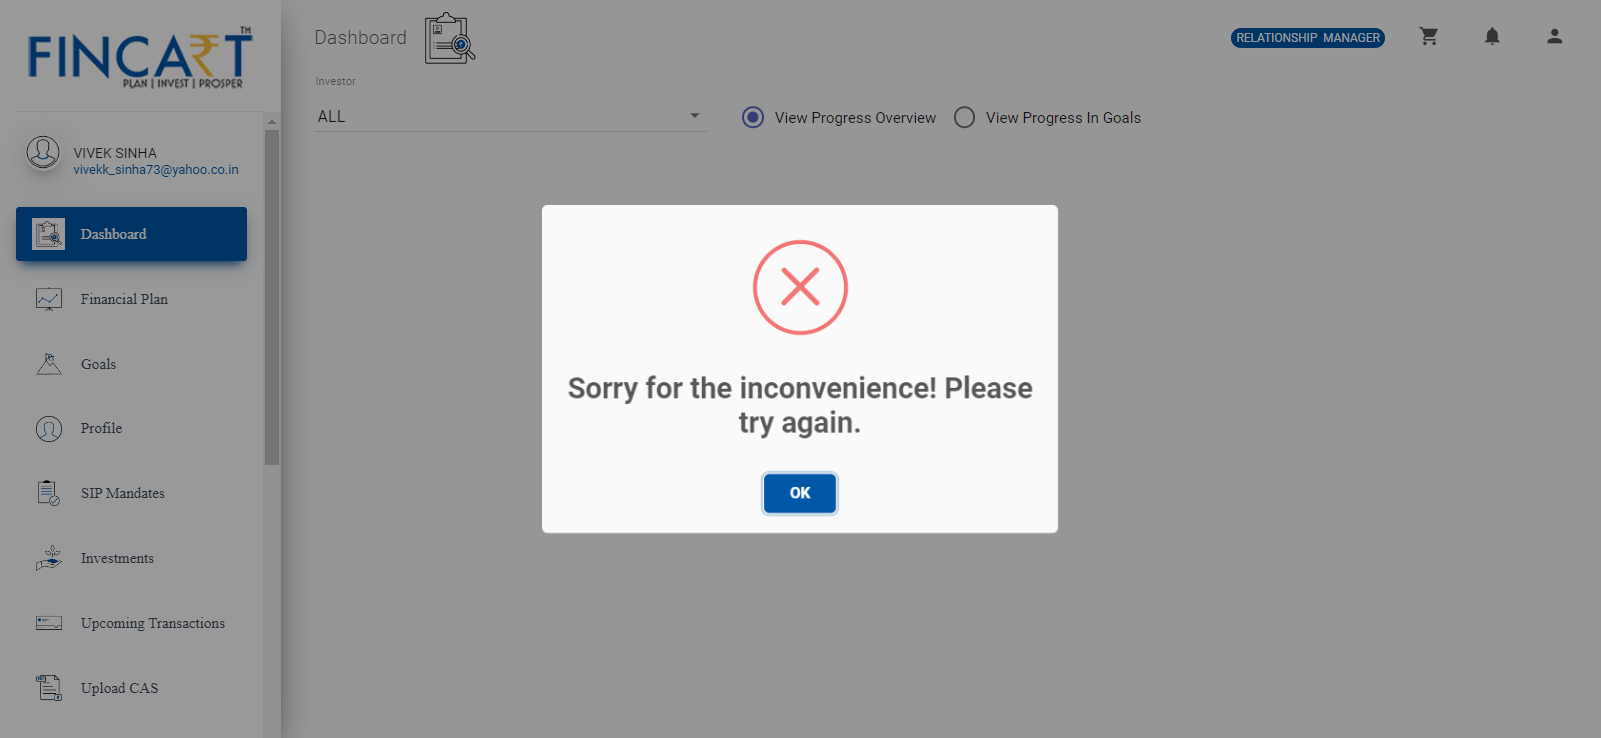 FINCART TM
PLAN | INVEST | PROSPER
VIVEK SINHA
vivekk_sinha73@yahoo.co.in
Dashboard
Financial Plan
Goals
Profile
SIP Mandates
Investments
Upcoming Transactions
Upload CAS
Dashboard
RELATIONSHIP MANAGER
Investor
ALL
View Progress Overview
View Progress In Goals
Sorry for the inconvenience! Please
try again.
OK